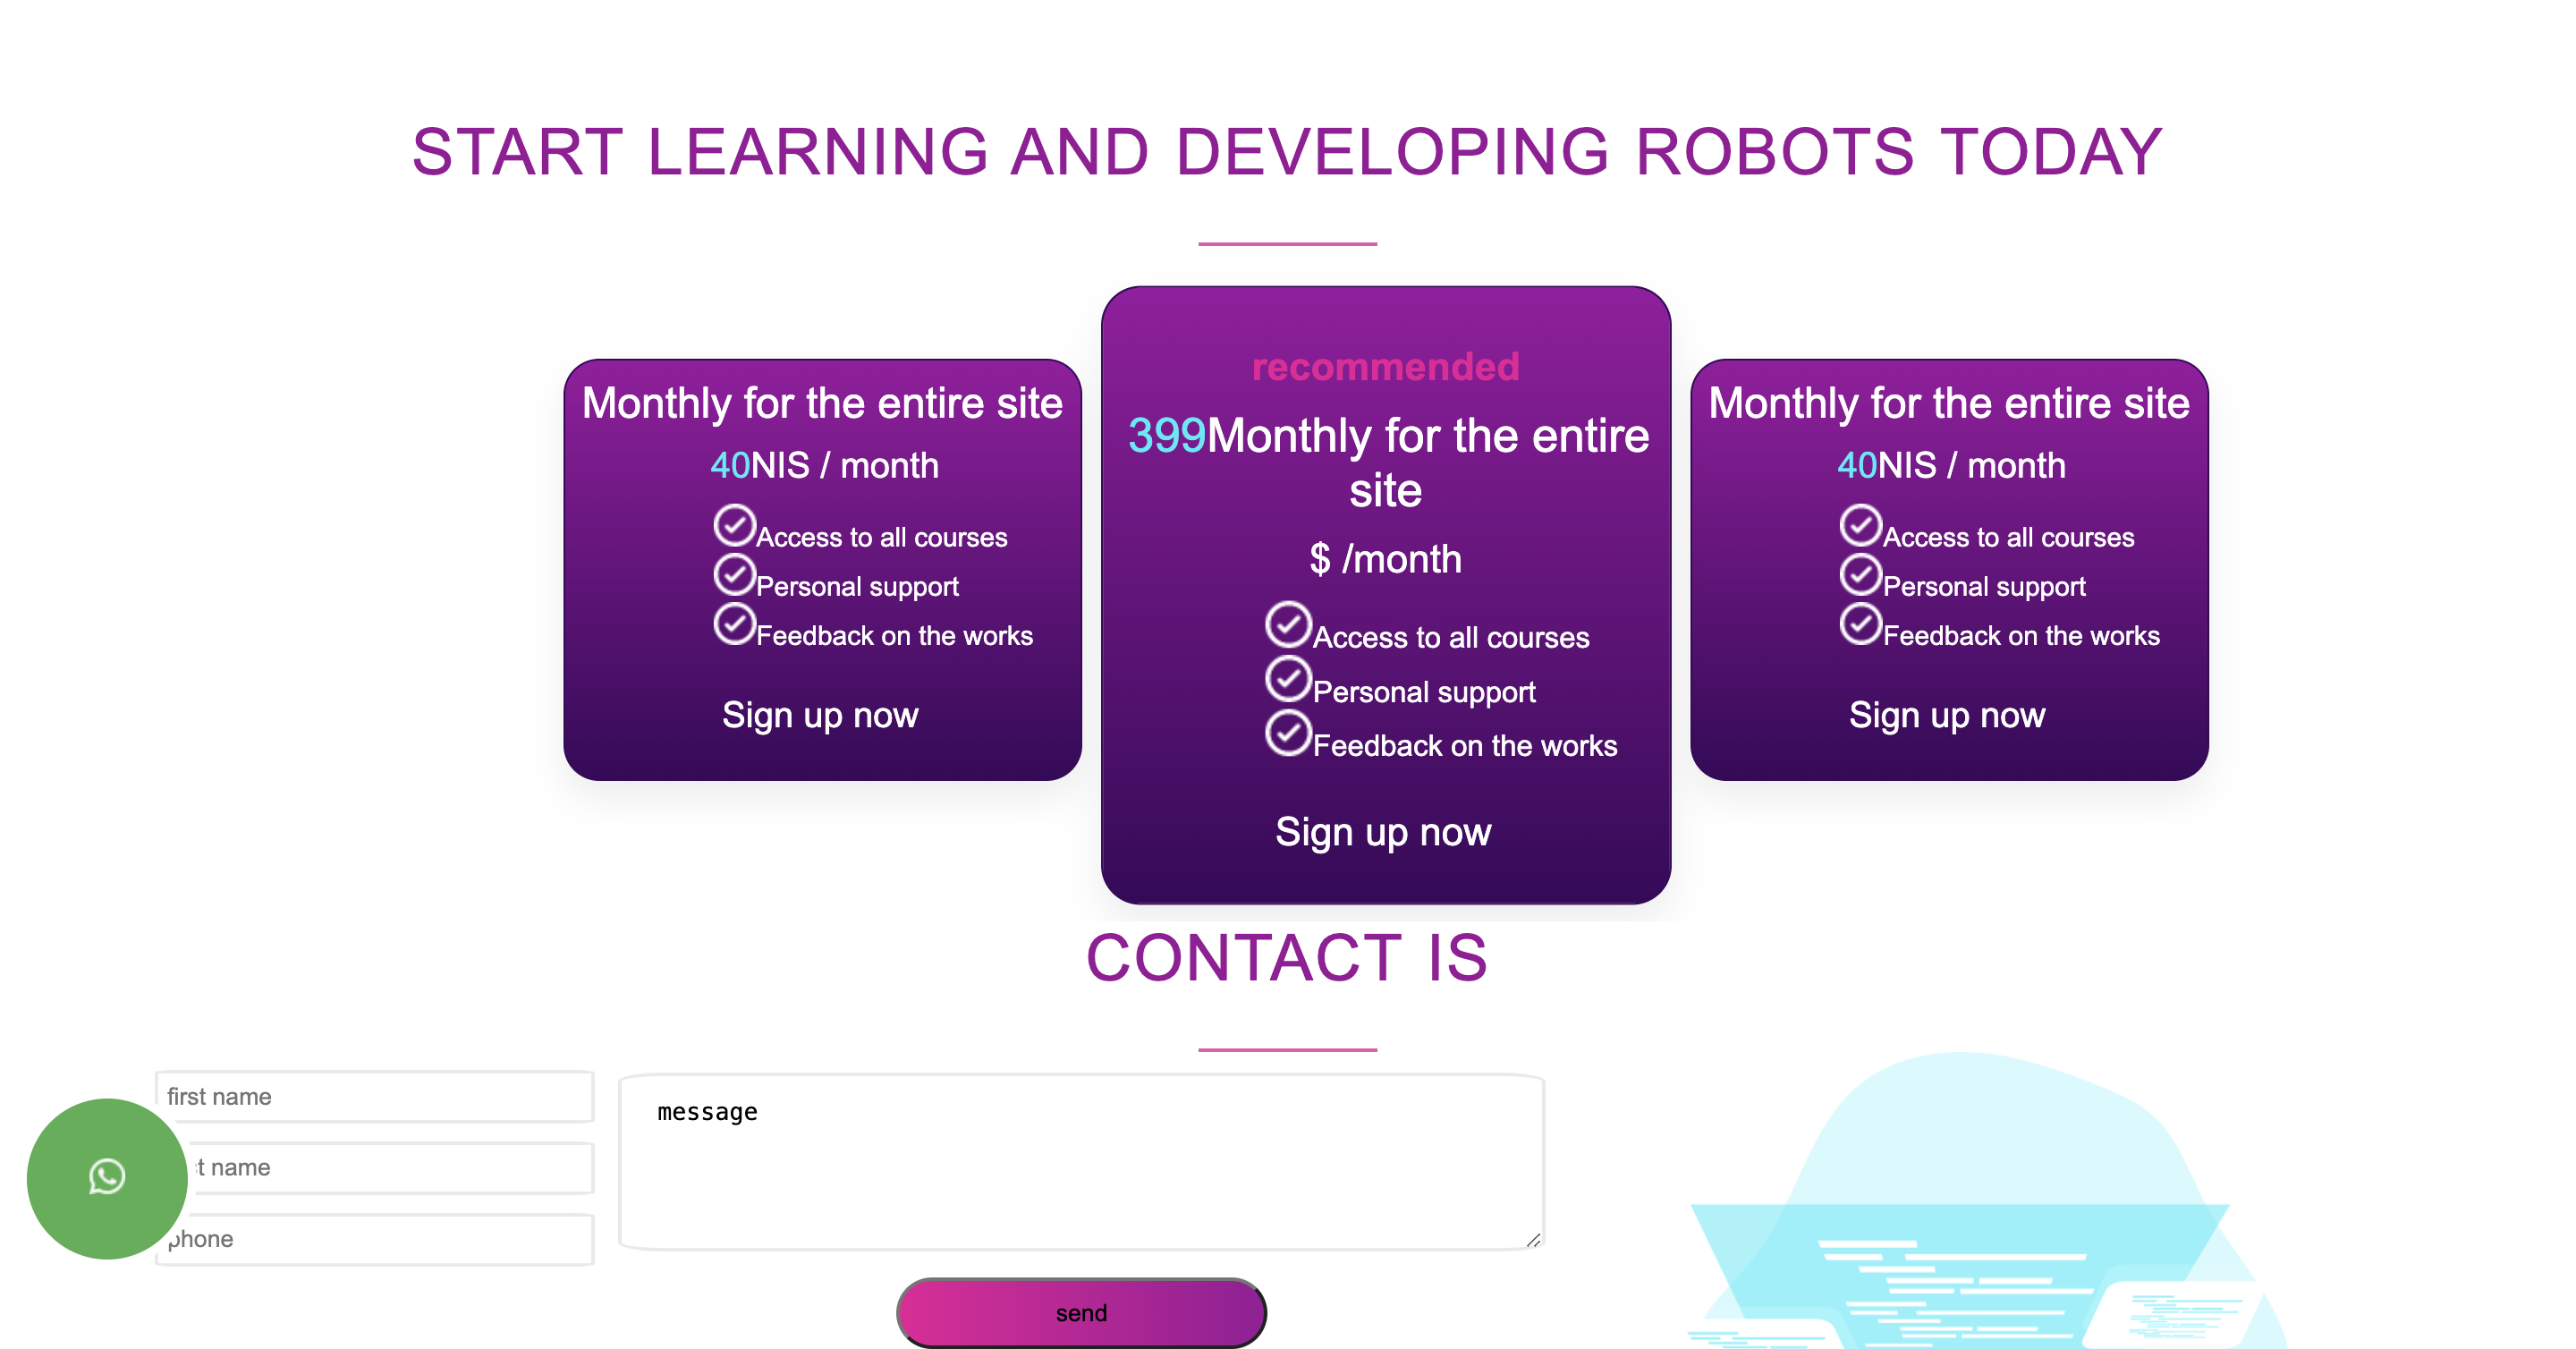 START LEARNING AND DEVELOPING ROBOTS TODAY
Monthly for the entire site
40NIS / month
Access to all courses
Personal support
Feedback on the works
Sign up now
recommended
399Monthly for the entire
site
$ /month
Access to all courses
Personal support
Feedback on the works
Sign up now
Monthly for the entire site
40NIS / month
Access to all courses
Personal support
Feedback on the works
Sign up now
CONTACT IS
first name
name
phone
message
send